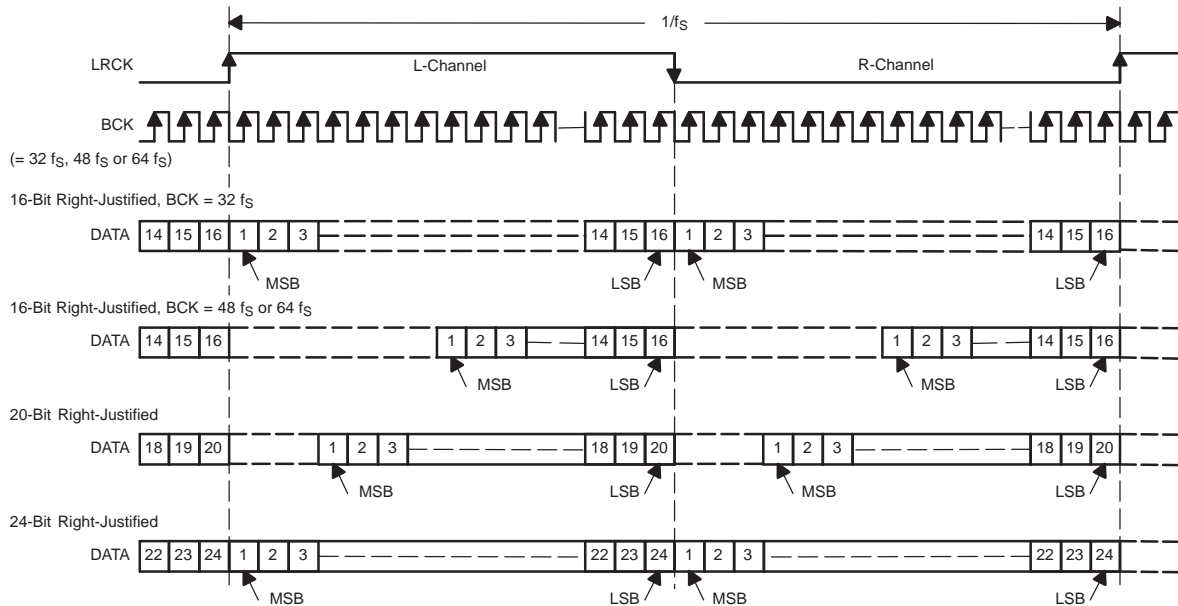 1/fS
LRCK L-Channel R-Channel
BCK
(= 32 fS, 48 fS or 64 fS)
16-Bit Right-Justified, BCK = 32 fS
DATA 14 15 16 1 2 3 14 15 16 1 2 3 14 15 16
MSB LSB MSB LSB
16-Bit Right-Justified, BCK = 48 fS or 64 fS
DATA 14 15 16 1 2 3 14 15 16 1 2 3 14 15 16
MSB LSB MSB LSB
20-Bit Right-Justified
DATA 18 19 20 1 2 3 18 19 20 1 2 3 18 19 20
MSB LSB MSB LSB
24-Bit Right-Justified
DATA 22 23 24 1 2 3 22 23 24 1 2 3 22 23 24
MSB LSB MSB LSB